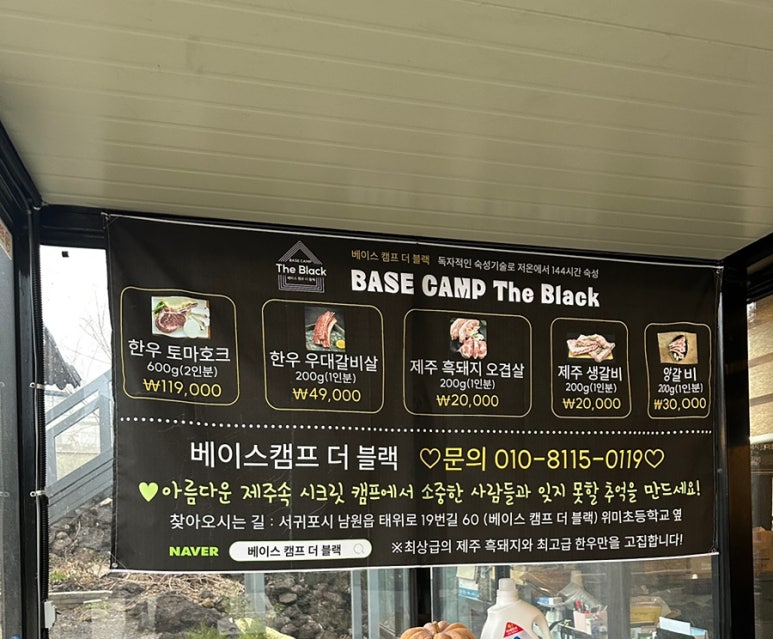 BASE CAMP
The Black
베이스 캠프 더 블랙
베이스 캠프 더 블랙 독자적인 숙성기술로 저온에서 144시간 숙성
BASE CAMP The Black
한우 토마호크
600g(2인분)
₩119,000
한우 우대갈비살
200g(1인분)
₩49,000
제주 흑돼지 오겹살
200g(1인분)
₩20,000
제주 생갈비
200g(1인분)
₩20,000
양갈비
200g(1인분)
₩30,000
베이스캠프 더 블랙 ♡문의 010-8115-0119♡
♥아름다운 제주속 시크릿 캠프에서 소중한 사람들과 잊지 못할 추억을 만드세요!
찾아오시는 길 : 서귀포시 남원읍 태위로19번길 60 (베이스 캠프 더 블랙) 위미초등학교 옆
NAVER 베이스 캠프 더 블랙 ※최상급의 제주 흑돼지와 최고급 한우만을 고집합니다!